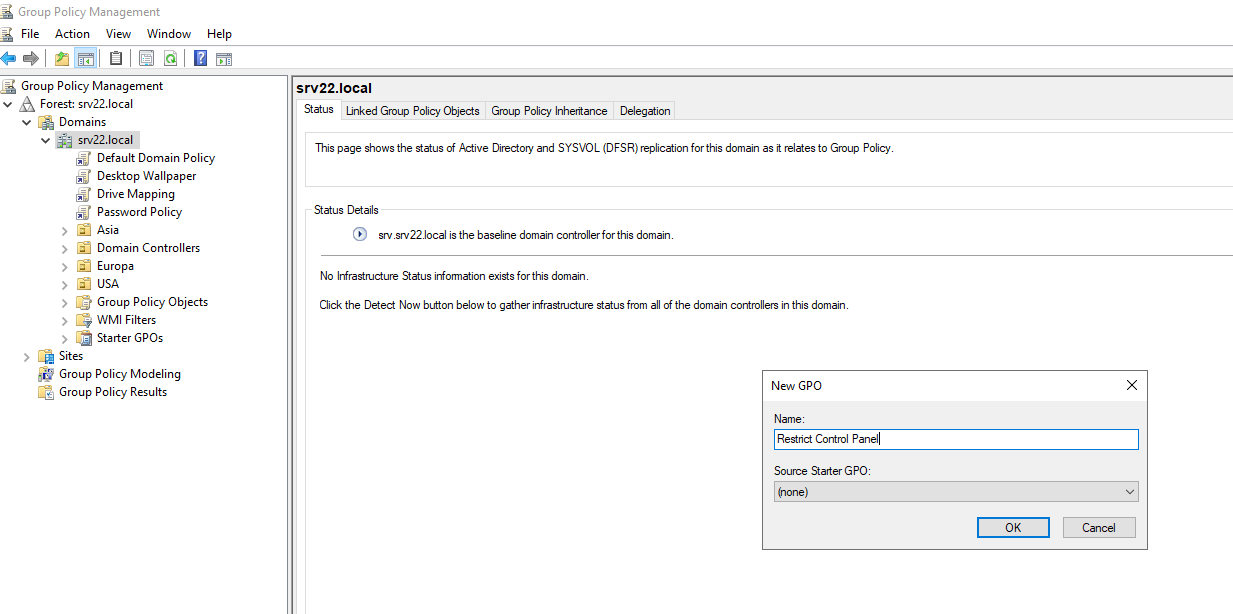 Group Policy Management
File Action View Window Help
Group Policy Management
Forest: srv22.local
Domains
srv22.local
Default Domain Policy
Desktop Wallpaper
Drive Mapping
Password Policy
Asia
Domain Controllers
Europa
USA
Group Policy Objects
WMI Filters
Starter GPOs
Sites
Group Policy Modeling
Group Policy Results
srv22.local
Status Linked Group Policy Objects Group Policy Inheritance Delegation
This page shows the status of Active Directory and SYSVOL (DFSR) replication for this domain as it relates to Group Policy.
Status Details
srv.srv22.local is the baseline domain controller for this domain.
No Infrastructure Status information exists for this domain.
Click the Detect Now button below to gather infrastructure status from all of the domain controllers in this domain.
New GPO
Name:
Restrict Control Panel
Source Starter GPO:
(none)
OK Cancel